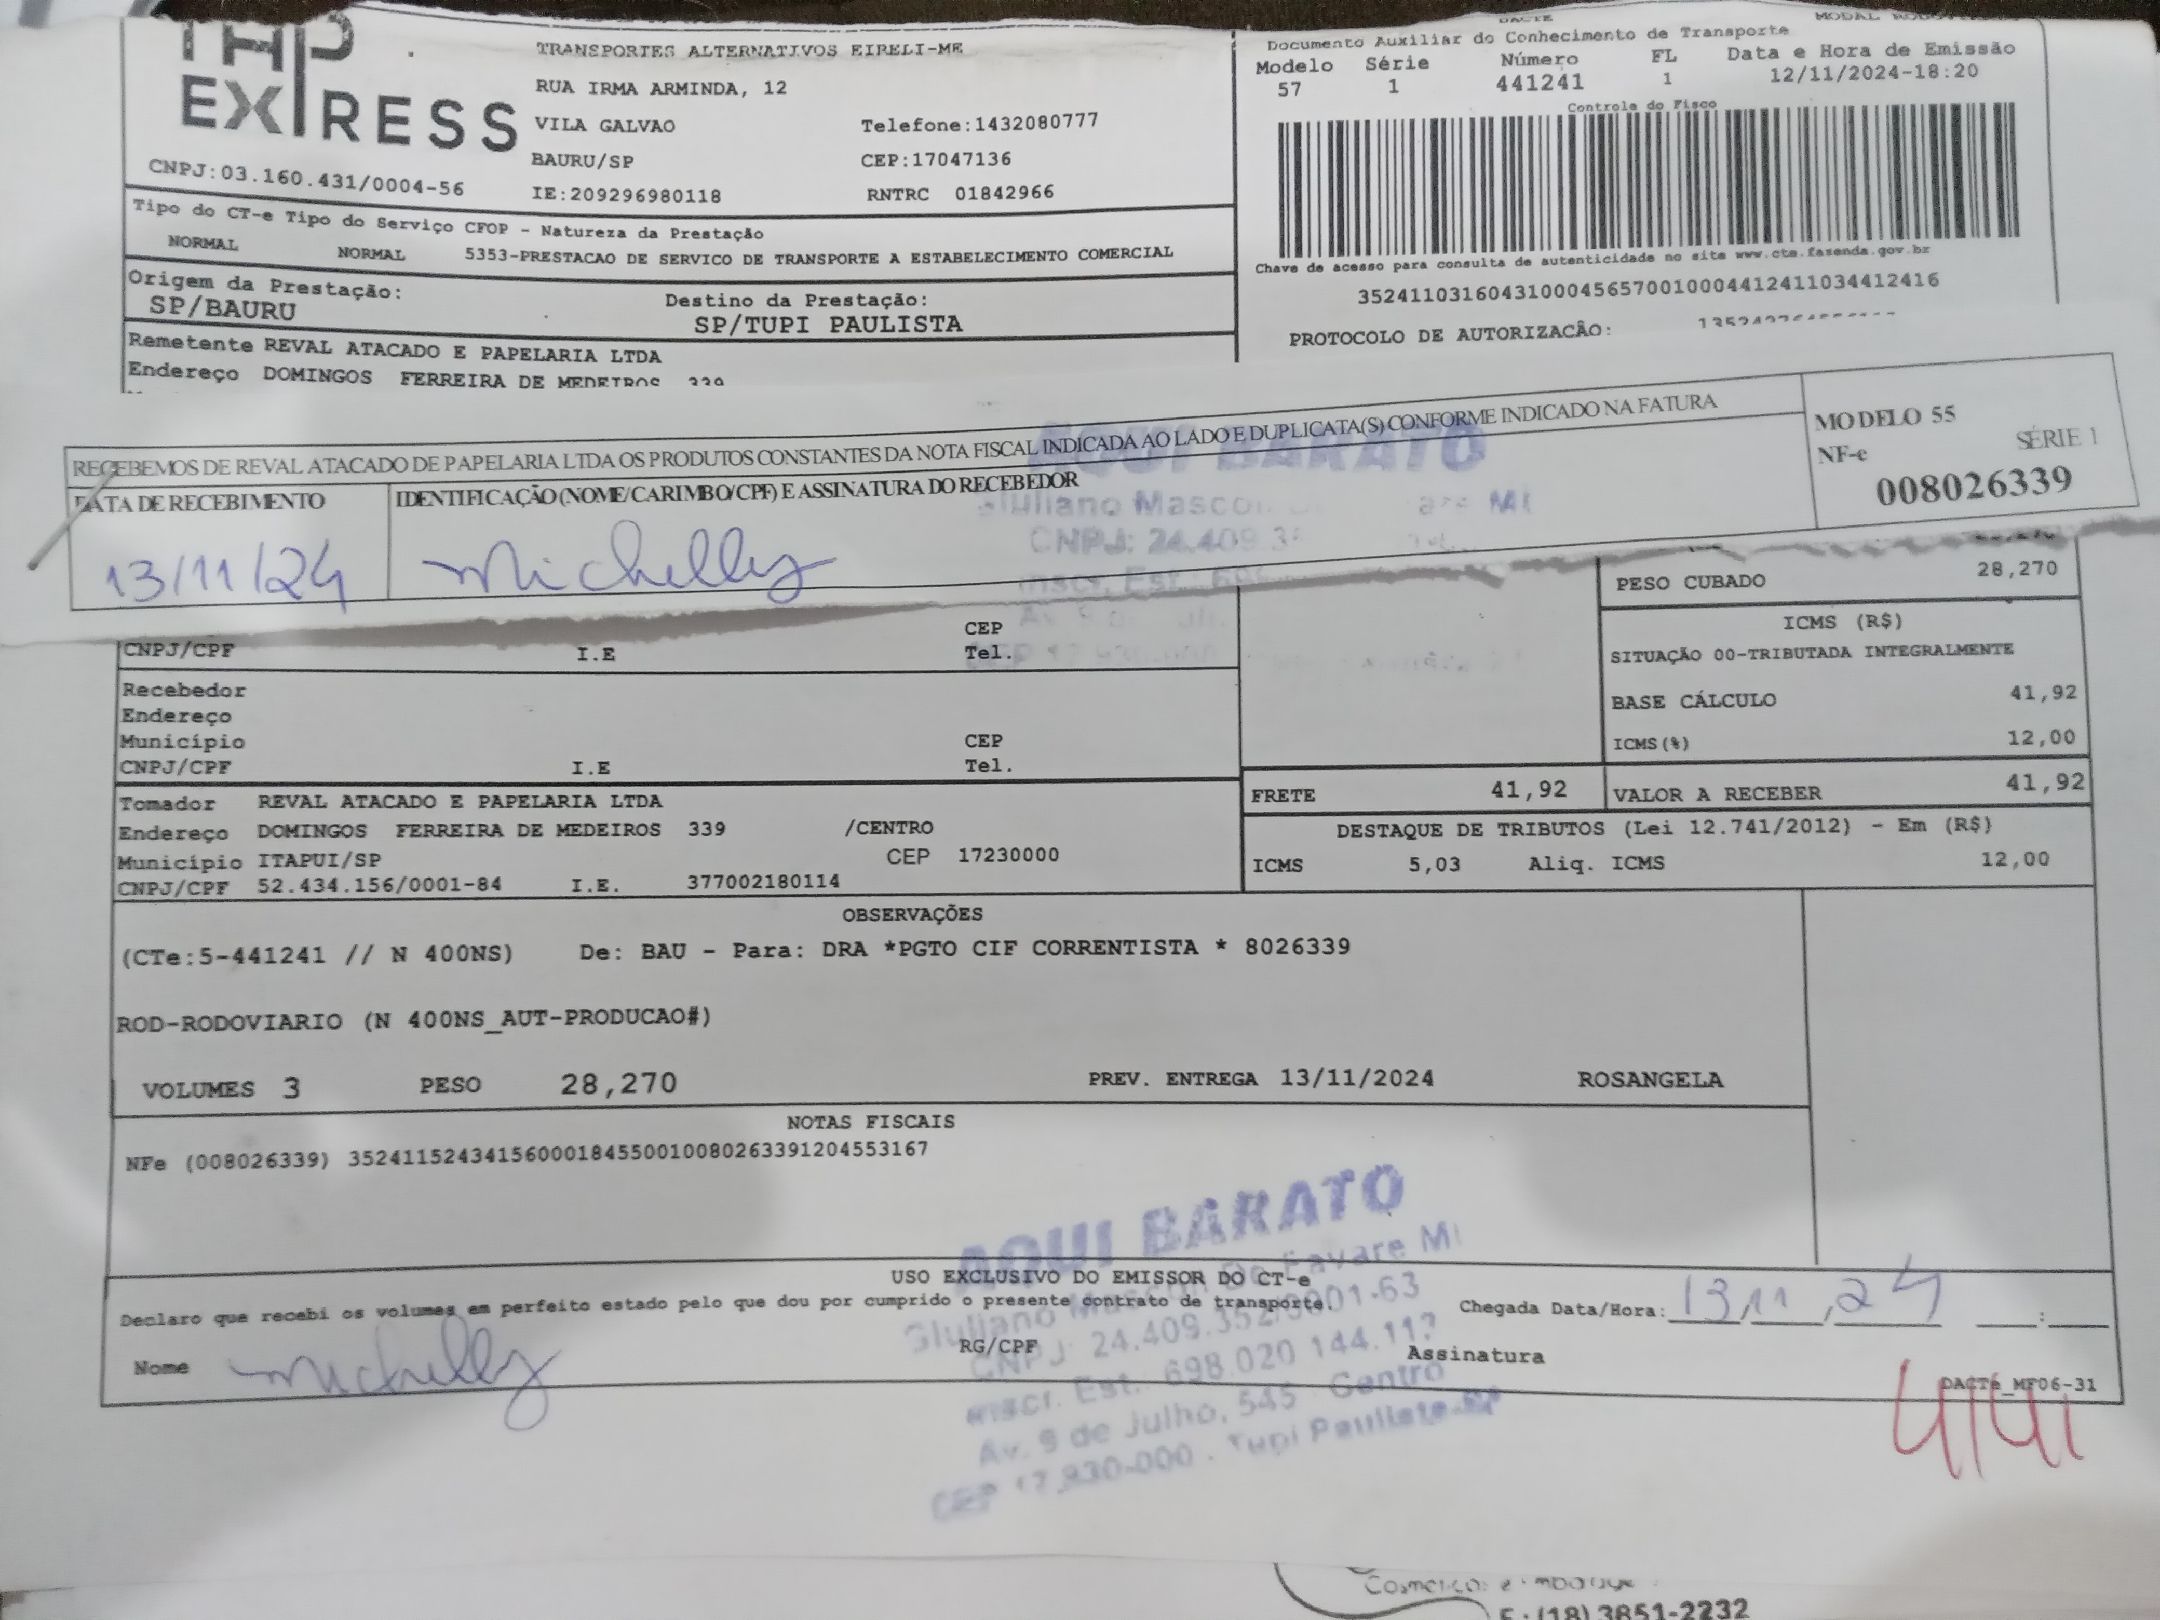 EXPRESS
TRANSPORTES ALTERNATIVOS EIRELI-ME
RUA IRMA ARMINDA, 12
VILA GALVAO Telefone:1432080777
BAURU/SP CEP:17047136
CNPJ:03.160.431/0004-56 IE:209296980118 RNTRC 01842966
DACTE
Documento Auxiliar do Conhecimento de Transporte
Modelo Série Número FL Data e Hora de Emissão
57 1 441241 1 12/11/2024-18:20
Controle do Fisco
Chave de acesso para consulta de autenticidade no site www.cte.fazenda.gov.br
35241103160431000456570010004412411034412416
PROTOCOLO DE AUTORIZACÂO:
Tipo do CT-e Tipo do Serviço CFOP - Natureza da Prestação
NORMAL NORMAL 5353-PRESTACAO DE SERVICO DE TRANSPORTE A ESTABELECIMENTO COMERCIAL
Origem da Prestação: Destino da Prestação:
SP/BAURU SP/TUPI PAULISTA
Remetente REVAL ATACADO E PAPELARIA LTDA
Endereço DOMINGOS FERREIRA DE MEDEIROS 339
RECEBEMOS DE REVAL ATACADO DE PAPELARIA LTDA OS PRODUTOS CONSTANTES DA NOTA FISCAL INDICADA AO LADO E DUPLICATA(S) CONFORME INDICADO NA FATURA
DATA DE RECEBIMENTO IDENTIFICAÇÃO (NOME/CARIMBO/CPF) E ASSINATURA DO RECEBEDOR
13/11/24 Michelly
MODELO 55
NF-e SÉRIE 1
008026339
AQUI BARATO
Giuliano
CNPJ: 24.409.3
PESO CUBADO 28,270
ICMS (R$)
SITUAÇÃO 00-TRIBUTADA INTEGRALMENTE
BASE CÁLCULO 41,92
ICMS(%) 12,00
CEP
CNPJ/CPF I.E Tel.
Recebedor
Endereço
Município CEP
CNPJ/CPF I.E Tel.
FRETE 41,92 VALOR A RECEBER 41,92
Tomador REVAL ATACADO E PAPELARIA LTDA
Endereço DOMINGOS FERREIRA DE MEDEIROS 339 /CENTRO
Município ITAPUI/SP CEP 17230000
CNPJ/CPF 52.434.156/0001-84 I.E. 377002180114
DESTAQUE DE TRIBUTOS (Lei 12.741/2012) - Em (R$)
ICMS 5,03 Aliq. ICMS 12,00
OBSERVAÇÕES
(CTe:5-441241 // N 400NS) De: BAU - Para: DRA *PGTO CIF CORRENTISTA * 8026339
ROD-RODOVIARIO (N 400NS_AUT-PRODUCAO#)
VOLUMES 3 PESO 28,270 PREV. ENTREGA 13/11/2024 ROSANGELA
NOTAS FISCAIS
NFe (008026339) 35241152434156000184550010080263391204553167
USO EXCLUSIVO DO EMISSOR DO CT-e
Declaro que recebi os volumes em perfeito estado pelo que dou por cumprido o presente contrato de transporte. Chegada Data/Hora: 13 11 24 :
Nome Michelly RG/CPF Assinatura
DACTe_MF06-31
AQUI BARATO
Giuliano Mascon De Favare ME
CNPJ: 24.409.352/0001-63
Inscr. Est.: 698.020.144.117
Av. 9 de Julho, 545 - Centro
CEP 17.930-000 - Tupi Paulista-SP
(18) 3851-2232